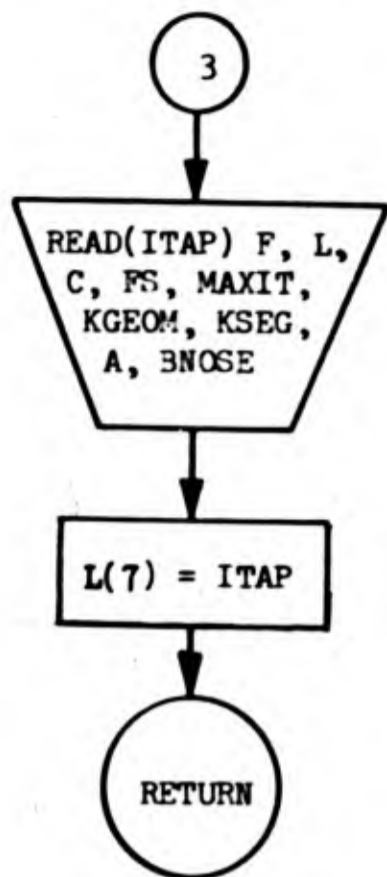 3
READ(ITAP) F, L,
C, FS, MAXIT,
KGEOM, KSEG,
A, BNOSE
L(7) = ITAP
RETURN